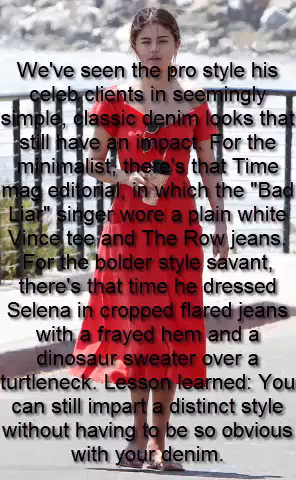 We've seen the pro style his
celeb clients in seemingly
simple, classic denim looks that
still have an impact. For the
minimalist, there's that Time
mag editorial, in which the "Bad
Liar" singer wore a plain white
Vince tee and The Row jeans.
For the bolder style savant,
there's that time he dressed
Selena in cropped flared jeans
with a frayed hem and a
dinosaur sweater over a
turtleneck. Lesson learned: You
can still impart a distinct style
without having to be so obvious
with your denim.